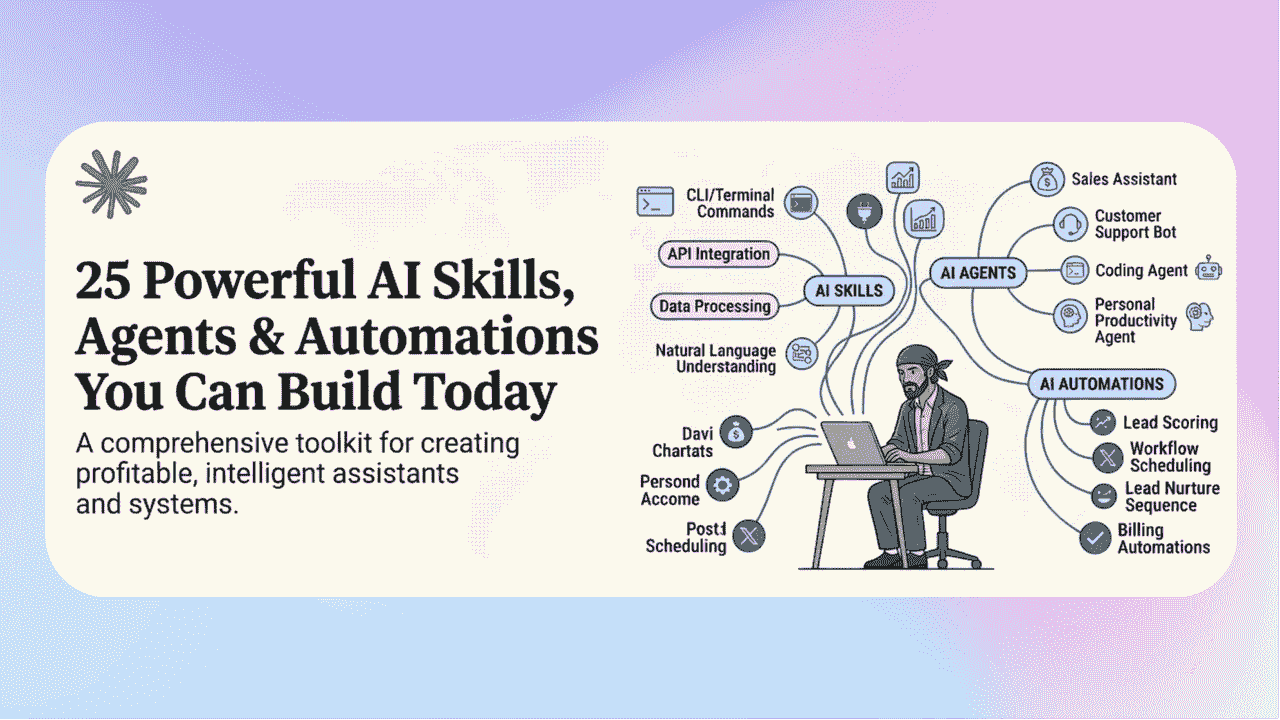 25 Powerful AI Skills,
Agents & Automations
You Can Build Today
A comprehensive toolkit for creating
profitable, intelligent assistants
and systems.
CLI/Terminal
Commands
API Integration
Data Processing
Natural Language
Understanding
AI SKILLS
Davi
Chartats
Persond
Accome
Post:
Scheduling
AI AGENTS
Sales Assistant
Customer
Support Bot
Coding Agent
Personal
Productivity
Agent
AI AUTOMATIONS
Lead Scoring
Workflow
Scheduling
Lead Nurture
Sequence
Billing
Automations